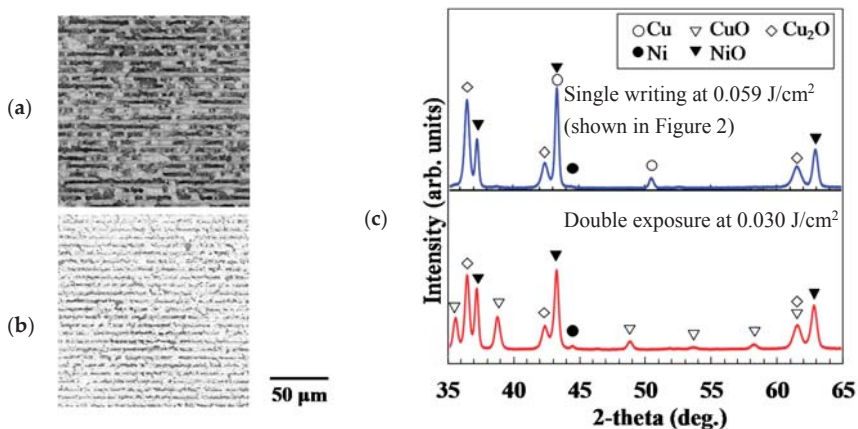 (a)
(b)
50 µm
(c)
Cu CuO Cu₂O
Ni NiO
Single writing at 0.059 J/cm²
(shown in Figure 2)
Double exposure at 0.030 J/cm²
Intensity (arb. units)
35 40 45 50 55 60 65
2-theta (deg.)